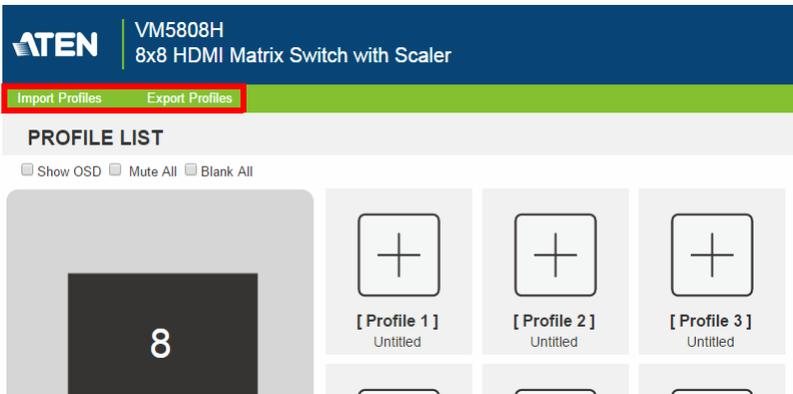 ATEN
VM5808H
8x8 HDMI Matrix Switch with Scaler
Import Profiles Export Profiles
PROFILE LIST
Show OSD Mute All Blank All
8
[ Profile 1 ] [ Profile 2 ] [ Profile 3 ]
Untitled Untitled Untitled